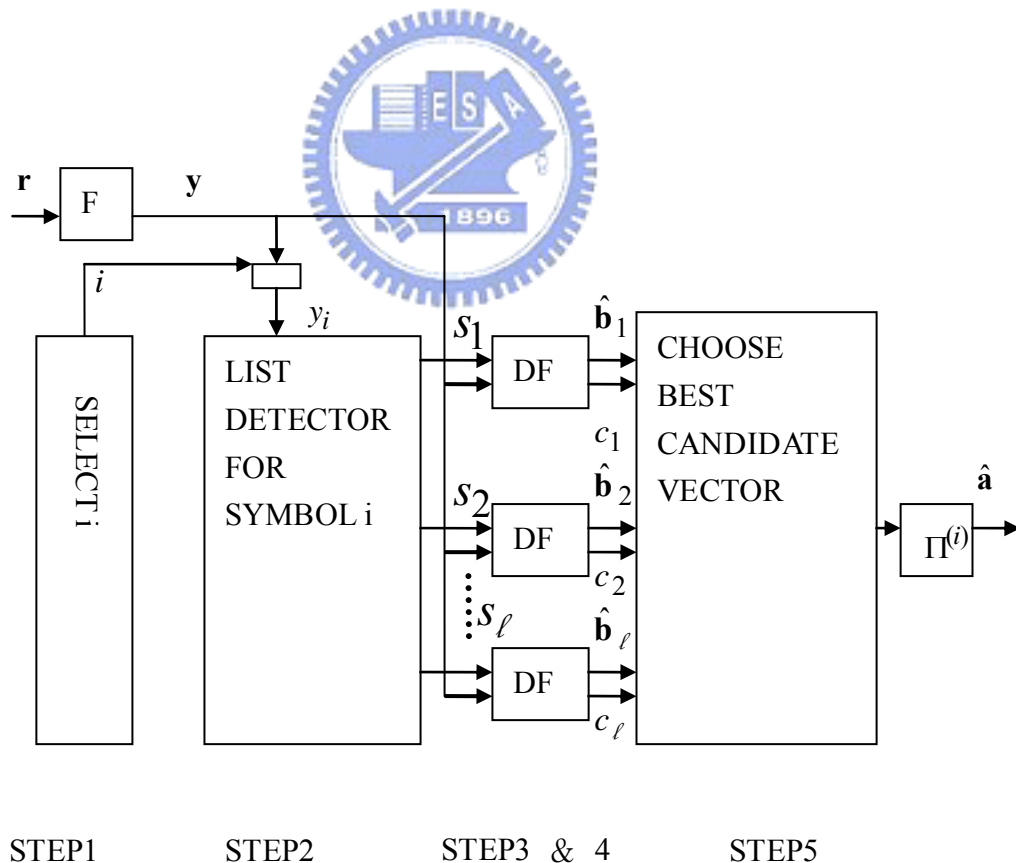 E S A
1896
r
F
y
i
y_i
SELECT i
LIST
DETECTOR
FOR
SYMBOL i
s_1
s_2
s_ℓ
DF
DF
DF
b̂_1
c_1
b̂_2
c_2
b̂_ℓ
c_ℓ
CHOOSE
BEST
CANDIDATE
VECTOR
Π^(i)
â
STEP1 STEP2 STEP3 & 4 STEP5